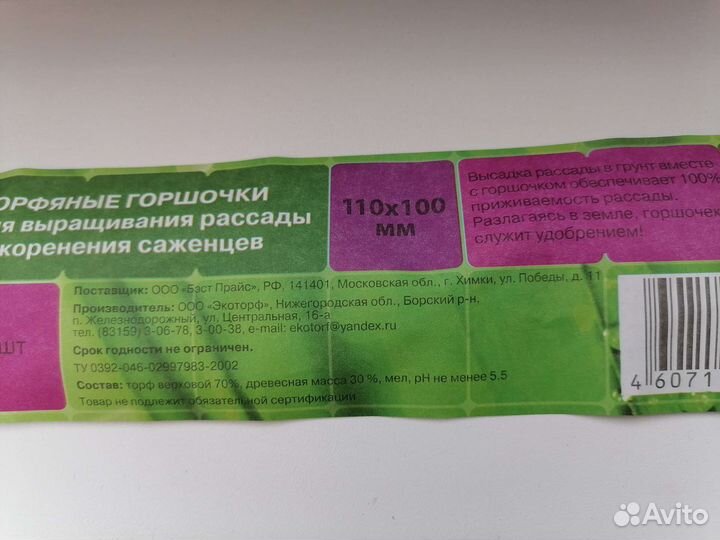 ОРФЯНЫЕ ГОРШОЧКИ
я выращивания рассады
коренения саженцев
110х100
мм
Высадка рассады в грунт вместе
с горшочком обеспечивает 100%
приживаемость рассады.
Разлагаясь в земле, горшочек
служит удобрением!
шт
Поставщик: ООО «Бэст Прайс», РФ, 141401, Московская обл., г. Химки, ул. Победы, д. 11
Производитель: ООО «Экоторф», Нижегородская обл., Борский р-н,
п. Железнодорожный, ул. Центральная, 16-а
тел. (83159) 3-06-78, 3-00-38, e-mail: ekotorf@yandex.ru
Срок годности не ограничен.
ТУ 0392-046-02997983-2002
Состав: торф верховой 70%, древесная масса 30 %, мел, pH не менее 5.5
Товар не подлежит обязательной сертификации
4 6071
Avito